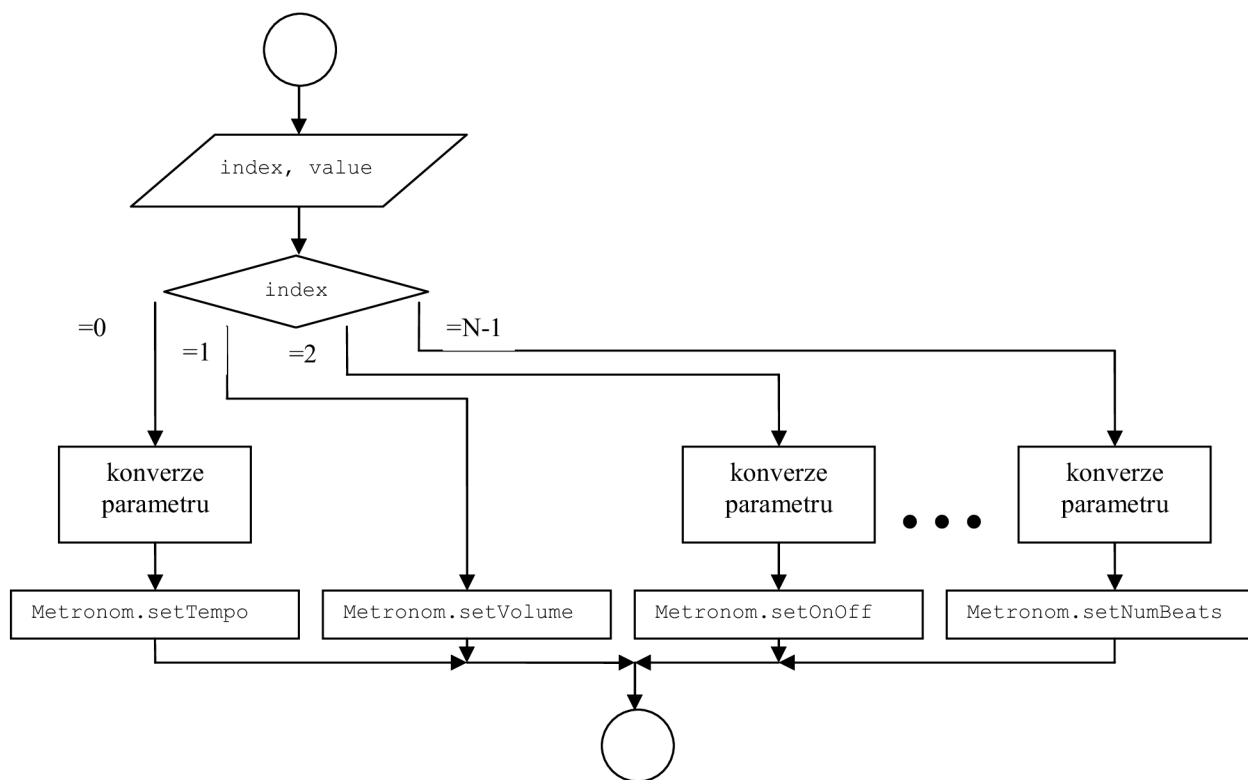 index, value
index
=0
=1
=2
=N-1
konverze
parametru
konverze
parametru
konverze
parametru
Metronom.setTempo
Metronom.setVolume
Metronom.setOnOff
Metronom.setNumBeats